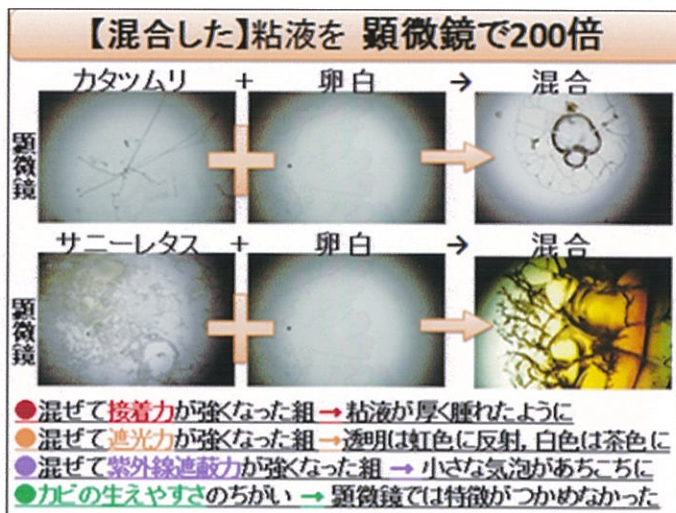 【混合した】粘液を 顕微鏡で200倍
カタツムリ + 卵白 → 混合
顕微鏡
サニーレタス + 卵白 → 混合
顕微鏡
●混ぜて接着力が強くなった組→粘液が厚く腫れたように
●混ぜて遮光力が強くなった組→透明は虹色に反射,白色は茶色に
●混ぜて紫外線遮蔽力が強くなった組→小さな気泡があちこちに
●カビの生えやすさのちがい→顕微鏡では特徴がつかめなかった